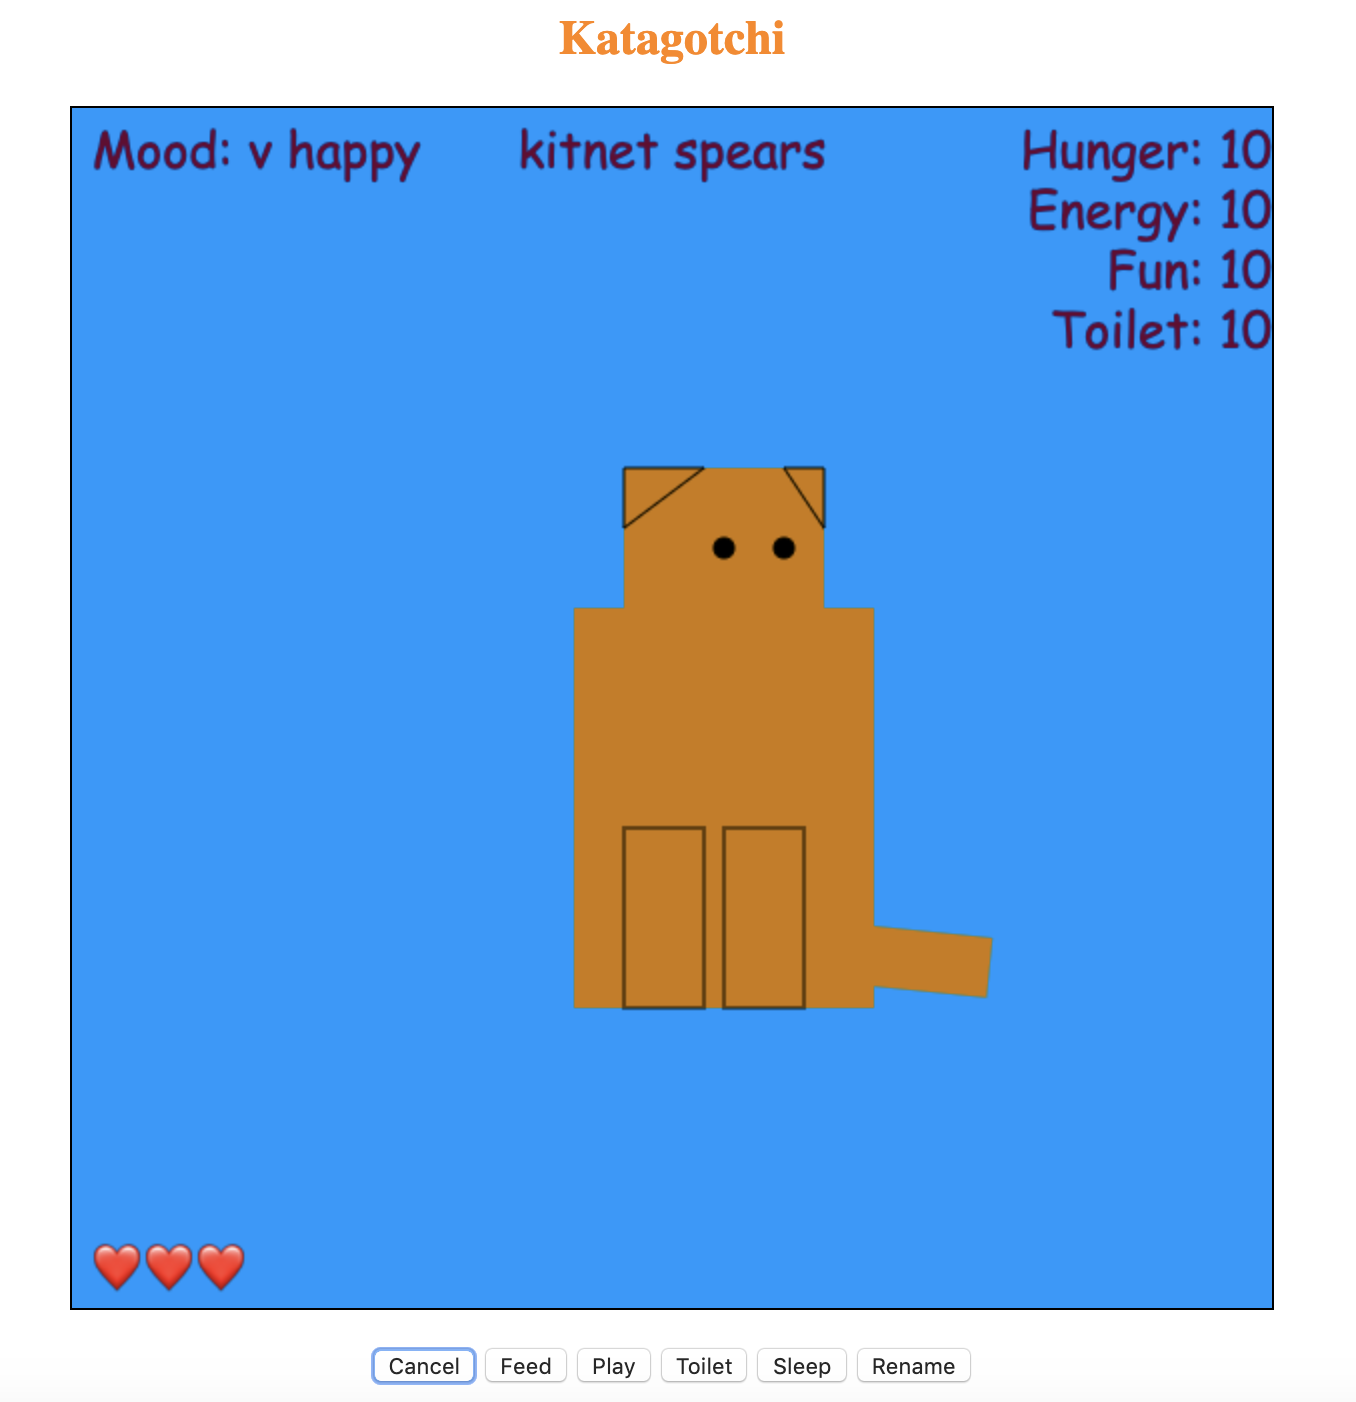 Katagotchi
Mood: v happy
kitnet spears
Hunger: 10
Energy: 10
Fun: 10
Toilet: 10
Cancel
Feed
Play
Toilet
Sleep
Rename